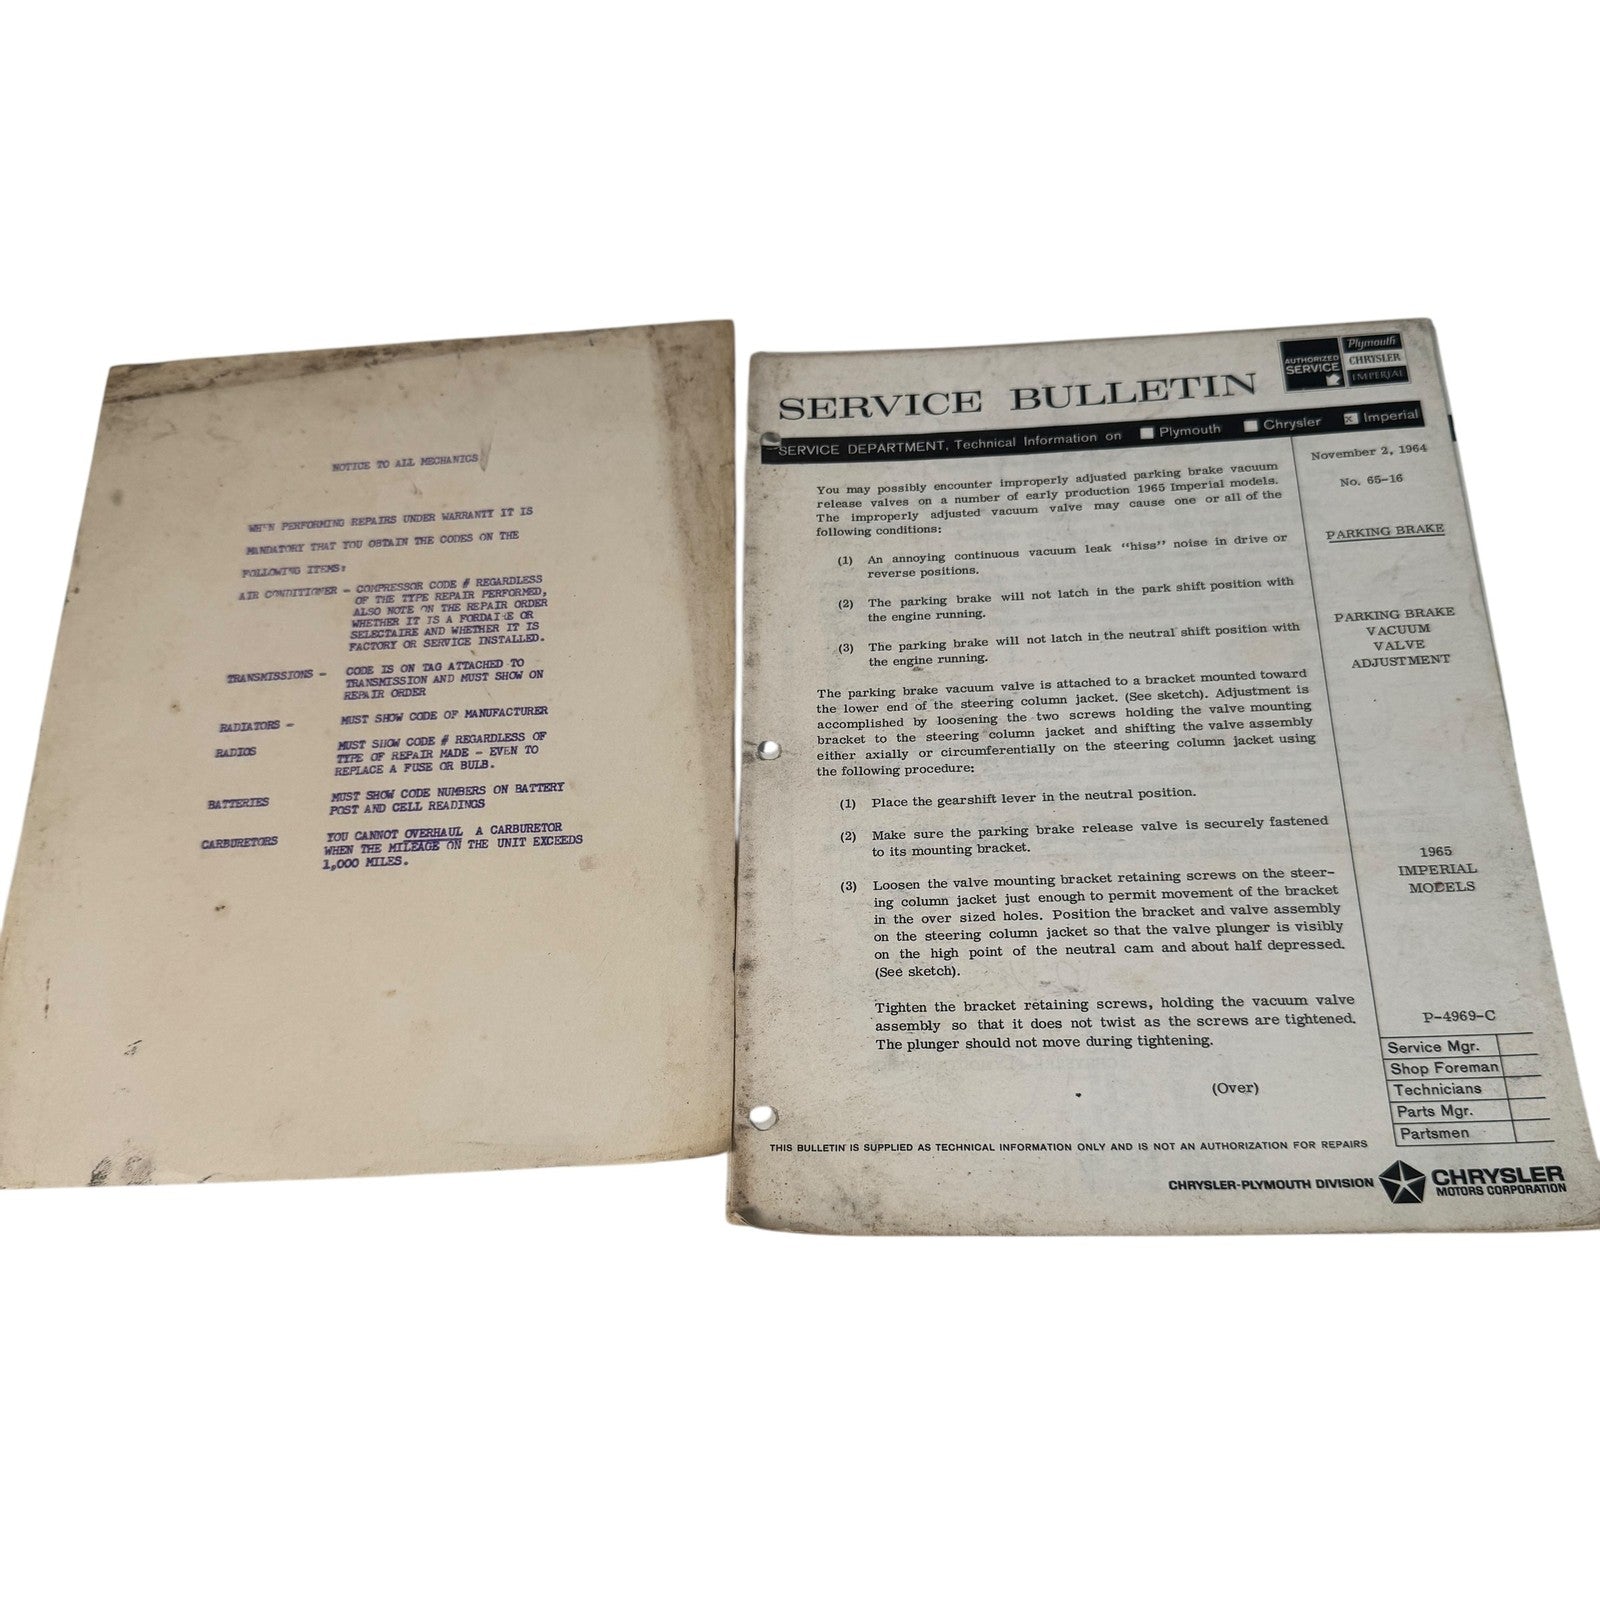 NOTICE TO ALL MECHANICS
WHEN PERFORMING REPAIRS UNDER WARRANTY IT IS
MANDATORY THAT YOU OBTAIN THE CODES ON THE
FOLLOWING ITEMS:
AIR CONDITIONER - COMPRESSOR CODE # REGARDLESS
OF THE TYPE REPAIR PERFORMED,
ALSO NOTE ON THE REPAIR ORDER
WHETHER IT IS A FORDAIRE OR
SELECTAIRE AND WHETHER IT IS
FACTORY OR SERVICE INSTALLED.
TRANSMISSIONS - CODE IS ON TAG ATTACHED TO
TRANSMISSION AND MUST SHOW ON
REPAIR ORDER
RADIATORS - MUST SHOW CODE OF MANUFACTURER
RADIOS MUST SHOW CODE # REGARDLESS OF
TYPE OF REPAIR MADE - EVEN TO
REPLACE A FUSE OR BULB.
BATTERIES MUST SHOW CODE NUMBERS ON BATTERY
POST AND CELL READINGS
CARBURETORS YOU CANNOT OVERHAUL A CARBURETOR
WHEN THE MILEAGE ON THE UNIT EXCEEDS
1,000 MILES.
SERVICE BULLETIN
AUTHORIZED
SERVICE
Plymouth
CHRYSLER
IMPERIAL
SERVICE DEPARTMENT, Technical Information on Plymouth Chrysler x Imperial
You may possibly encounter improperly adjusted parking brake vacuum
release valves on a number of early production 1965 Imperial models.
The improperly adjusted vacuum valve may cause one or all of the
following conditions:
(1) An annoying continuous vacuum leak "hiss" noise in drive or
reverse positions.
(2) The parking brake will not latch in the park shift position with
the engine running.
(3) The parking brake will not latch in the neutral shift position with
the engine running.
The parking brake vacuum valve is attached to a bracket mounted toward
the lower end of the steering column jacket. (See sketch). Adjustment is
accomplished by loosening the two screws holding the valve mounting
bracket to the steering column jacket and shifting the valve assembly
either axially or circumferentially on the steering column jacket using
the following procedure:
(1) Place the gearshift lever in the neutral position.
(2) Make sure the parking brake release valve is securely fastened
to its mounting bracket.
(3) Loosen the valve mounting bracket retaining screws on the steer-
ing column jacket just enough to permit movement of the bracket
in the over sized holes. Position the bracket and valve assembly
on the steering column jacket so that the valve plunger is visibly
on the high point of the neutral cam and about half depressed.
(See sketch).
Tighten the bracket retaining screws, holding the vacuum valve
assembly so that it does not twist as the screws are tightened.
The plunger should not move during tightening.
(Over)
November 2, 1964
No. 65-16
PARKING BRAKE
PARKING BRAKE
VACUUM
VALVE
ADJUSTMENT
1965
IMPERIAL
MODELS
P-4969-C
Service Mgr.
Shop Foreman
Technicians
Parts Mgr.
Partsmen
THIS BULLETIN IS SUPPLIED AS TECHNICAL INFORMATION ONLY AND IS NOT AN AUTHORIZATION FOR REPAIRS
CHRYSLER-PLYMOUTH DIVISION
CHRYSLER
MOTORS CORPORATION